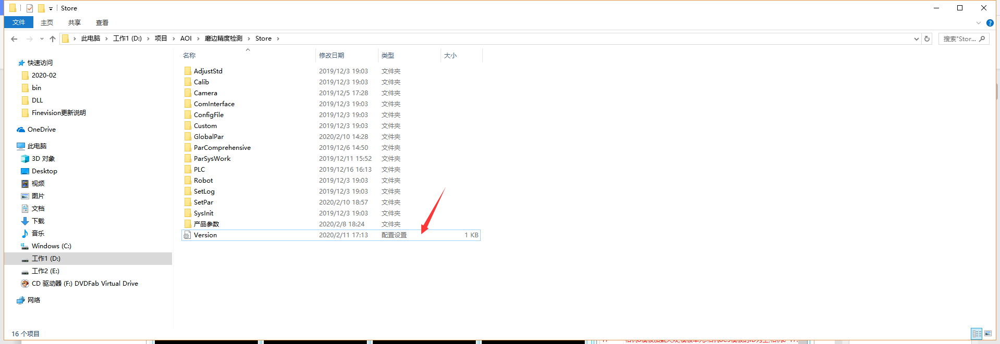 Store
文件 主页 共享 查看
此电脑 › 工作1 (D:) › 项目 › AOI › 磨边精度检测 › Store ›
搜索"Stor...
名称 修改日期 类型 大小
快速访问
2020-02
bin
DLL
Finevision更新说明
OneDrive
此电脑
3D 对象
Desktop
视频
图片
文档
下载
音乐
Windows (C:)
工作1 (D:)
工作2 (E:)
CD 驱动器 (F:) DVDFab Virtual Drive
网络
AdjustStd 2019/12/3 19:03 文件夹
Calib 2019/12/3 19:03 文件夹
Camera 2019/12/5 17:28 文件夹
ComInterface 2019/12/3 19:03 文件夹
ConfigFile 2019/12/3 19:03 文件夹
Custom 2019/12/3 19:03 文件夹
GlobalPar 2020/2/10 14:28 文件夹
ParComprehensive 2019/12/6 14:50 文件夹
ParSysWork 2019/12/11 15:52 文件夹
PLC 2019/12/16 16:13 文件夹
Robot 2019/12/3 19:03 文件夹
SetLog 2019/12/3 19:03 文件夹
SetPar 2020/2/10 18:57 文件夹
SysInit 2019/12/3 19:03 文件夹
产品参数 2020/2/8 18:24 文件夹
Version 2020/2/11 17:13 配置设置 1 KB
16 个项目